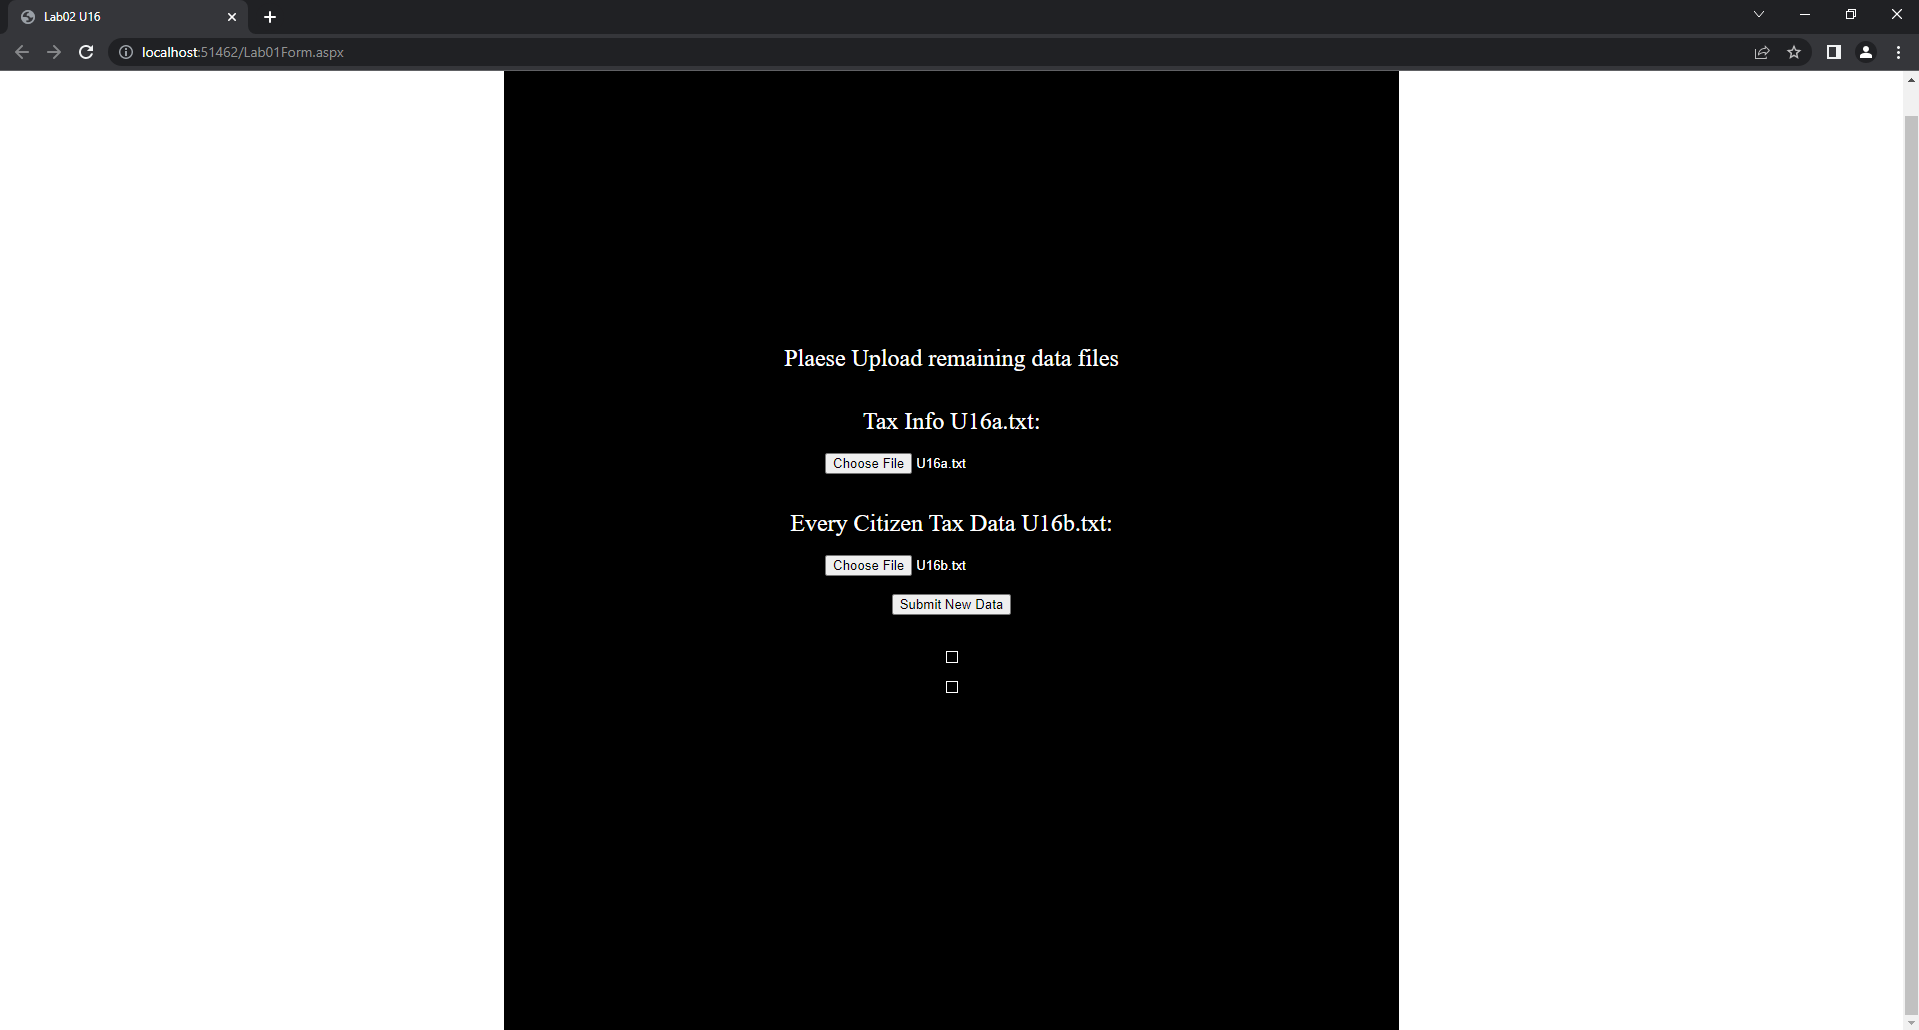 Lab02 U16
localhost:51462/Lab01Form.aspx
Plaese Upload remaining data files
Tax Info U16a.txt:
Choose File U16a.txt
Every Citizen Tax Data U16b.txt:
Choose File U16b.txt
Submit New Data